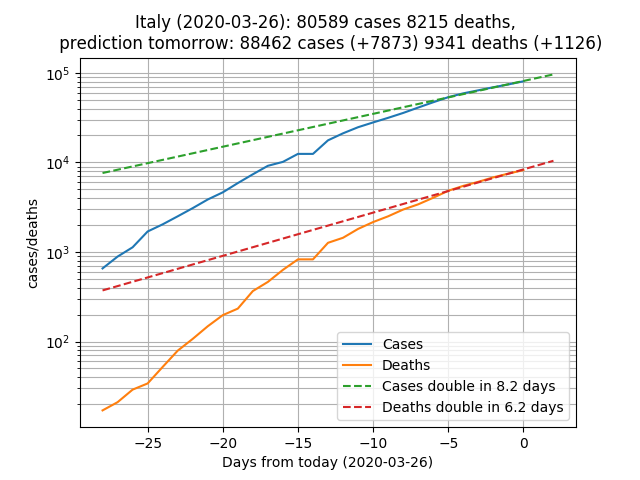 Italy (2020-03-26): 80589 cases 8215 deaths,
prediction tomorrow: 88462 cases (+7873) 9341 deaths (+1126)
10^5
10^4
10^3
10^2
cases/deaths
Cases
Deaths
Cases double in 8.2 days
Deaths double in 6.2 days
−25 −20 −15 −10 −5 0
Days from today (2020-03-26)